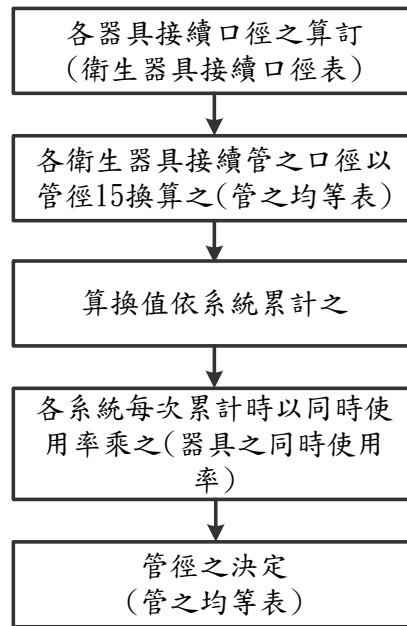 各器具接續口徑之算訂
(衛生器具接續口徑表)
各衛生器具接續管之口徑以
管徑15換算之(管之均等表)
算換值依系統累計之
各系統每次累計時以同時使
用率乘之(器具之同時使用
率)
管徑之決定
(管之均等表)